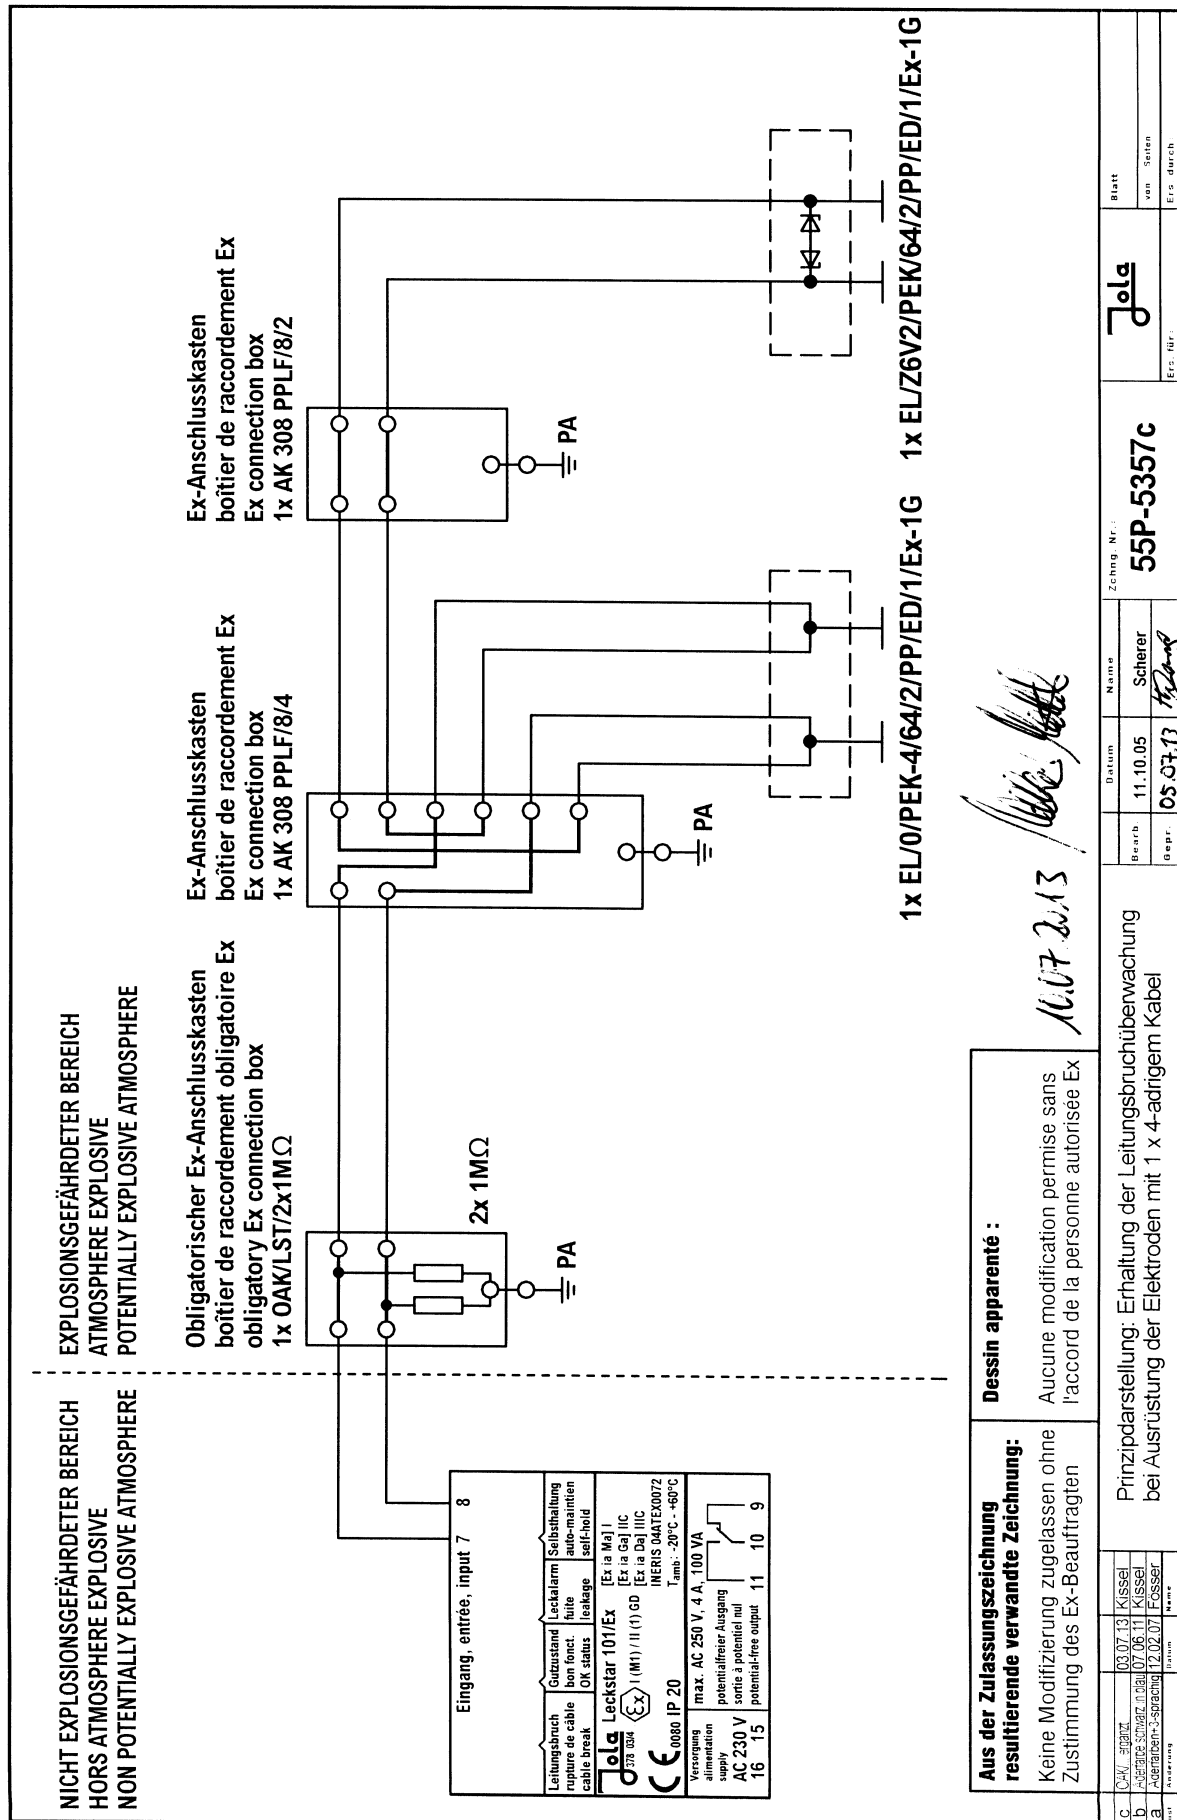 NICHT EXPLOSIONSGEFÄHRDETER BEREICH
HORS ATMOSPHERE EXPLOSIVE
NON POTENTIALLY EXPLOSIVE ATMOSPHERE
EXPLOSIONSGEFÄHRDETER BEREICH
ATMOSPHERE EXPLOSIVE
POTENTIALLY EXPLOSIVE ATMOSPHERE
Obligatorischer Ex-Anschlusskasten
boîtier de raccordement obligatoire Ex
obligatory Ex connection box
1x OAK/LST/2x1MΩ
2x 1MΩ
PA
Ex-Anschlusskasten
boîtier de raccordement Ex
Ex connection box
1x AK 308 PPLF/8/4
PA
Ex-Anschlusskasten
boîtier de raccordement Ex
Ex connection box
1x AK 308 PPLF/8/2
PA
Eingang, entrée, input 7 8
Leitungsbruch
rupture de câble
cable break
Gutzustand
bon fonct.
OK status
Leckalarm
fuite
leakage
Selbsthaltung
auto-maintien
self-hold
Jola
378 03/4
Leckstar 101/Ex
Ex I (M1) / II (1) GD
[Ex ia Ma] I
[Ex ia Ga] IIC
[Ex ia Da] IIIC
INERIS 04ATEX0072
Tamb: -20°C - +60°C
CE 0080 IP 20
Versorgung
alimentation
supply
AC 230 V
16 15
max. AC 250 V, 4 A, 100 VA
potentialfreier Ausgang
sortie à potentiel nul
potential-free output
11 10 9
1x EL/0/PEK-4/64/2/PP/ED/1/Ex-1G
1x EL/Z6V2/PEK/64/2/PP/ED/1/Ex-1G
Aus der Zulassungszeichnung
resultierende verwandte Zeichnung:
Keine Modifizierung zugelassen ohne
Zustimmung des Ex-Beauftragten
Dessin apparenté :
Aucune modification permise sans
l'accord de la personne autorisée Ex
10.07.2013
c ergänzt 03.07.13 Kissel
b Aderfarbe schwarz in blau 07.06.11 Kissel
a Aderfarben+3-sprachig 12.02.07 Fösser
Änderung Datum Name
Prinzipdarstellung: Erhaltung der Leitungsbruchüberwachung
bei Ausrüstung der Elektroden mit 1 x 4-adrigem Kabel
Datum Name
Bearb. 11.10.05 Scherer
Gepr. 05.07.13
Zchng. Nr.:
55P-5357c
Jola
Ers. für:
Blatt
von Seiten
Ers. durch: